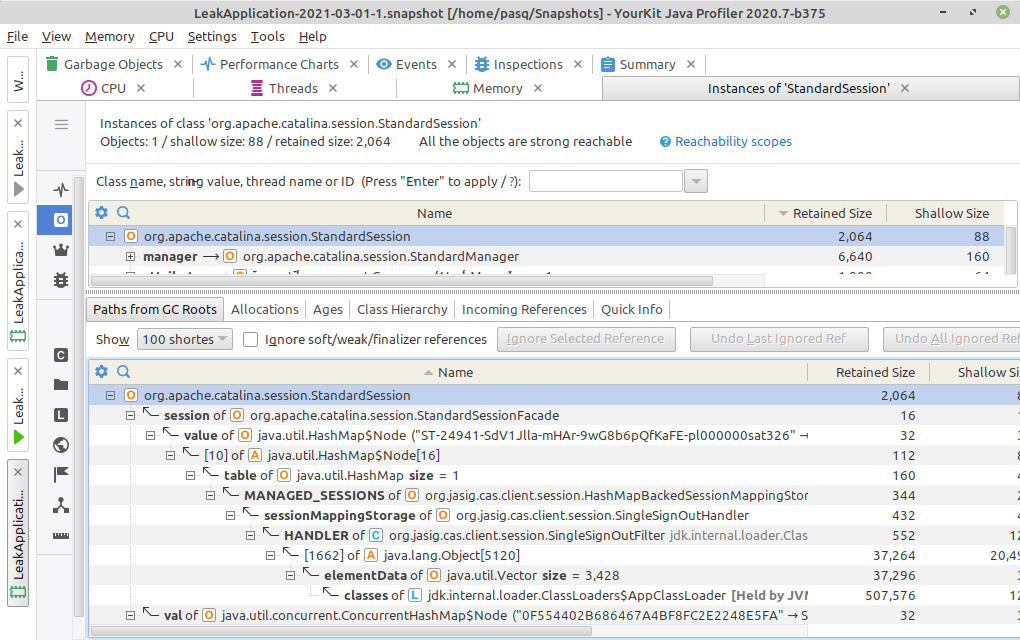 LeakApplication-2021-03-01-1.snapshot [/home/pasq/Snapshots] - YourKit Java Profiler 2020.7-b375
File View Memory CPU Settings Tools Help
Garbage Objects Performance Charts Events Inspections Summary
CPU Threads Memory Instances of 'StandardSession'
W...
Leak...
LeakApplica...
Leak...
LeakApplicati...
Instances of class 'org.apache.catalina.session.StandardSession'
Objects: 1 / shallow size: 88 / retained size: 2,064 All the objects are strong reachable ? Reachability scopes
Class name, string value, thread name or ID (Press "Enter" to apply / ?):
Name Retained Size Shallow Size
O org.apache.catalina.session.StandardSession 2,064 88
manager → O org.apache.catalina.session.StandardManager 6,640 160
Paths from GC Roots Allocations Ages Class Hierarchy Incoming References Quick Info
Show 100 shortes Ignore soft/weak/finalizer references Ignore Selected Reference Undo Last Ignored Ref Undo All Ignored Ref
Name Retained Size Shallow Si
O org.apache.catalina.session.StandardSession 2,064 8
session of O org.apache.catalina.session.StandardSessionFacade 16 1
value of O java.util.HashMap$Node ("ST-24941-SdV1Jlla-mHAr-9wG8b6pQfKaFE-pl000000sat326" → 32 3
[10] of A java.util.HashMap$Node[16] 112 8
table of O java.util.HashMap size = 1 160 4
MANAGED_SESSIONS of O org.jasig.cas.client.session.HashMapBackedSessionMappingStor 344 2
sessionMappingStorage of O org.jasig.cas.client.session.SingleSignOutHandler 432 4
HANDLER of C org.jasig.cas.client.session.SingleSignOutFilter jdk.internal.loader.Clas 552 12
[1662] of A java.lang.Object[5120] 37,264 20,49
elementData of O java.util.Vector size = 3,428 37,296 3
classes of L jdk.internal.loader.ClassLoaders$AppClassLoader [Held by JVM 507,576 12
val of O java.util.concurrent.ConcurrentHashMap$Node ("0F554402B686467A4BF8FC2E2248E5FA" → S 32 3